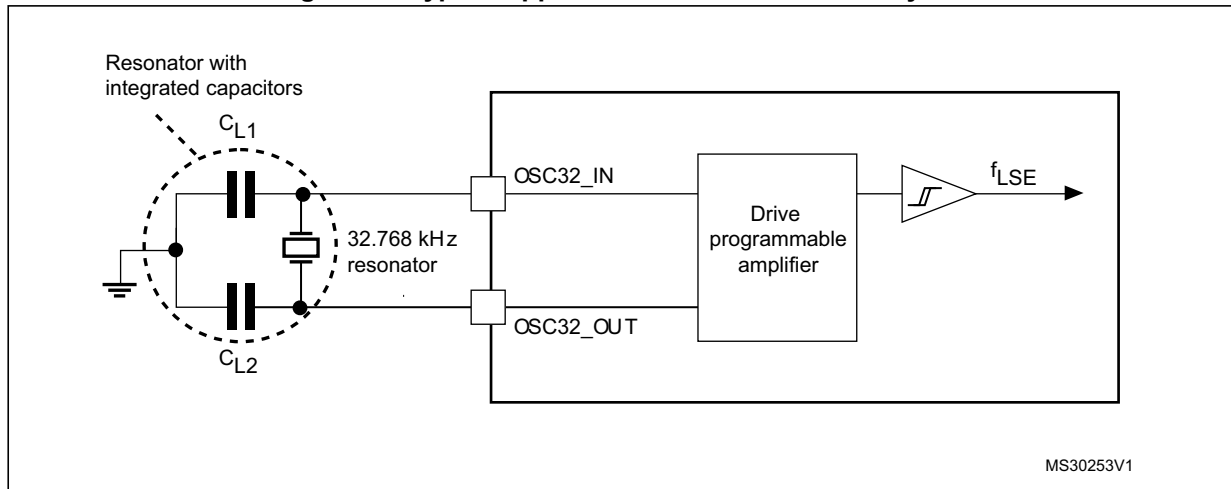 Resonator with
integrated capacitors
CL1
OSC32_IN
fLSE
32.768 kHz
resonator
Drive
programmable
amplifier
OSC32_OUT
CL2
MS30253V1